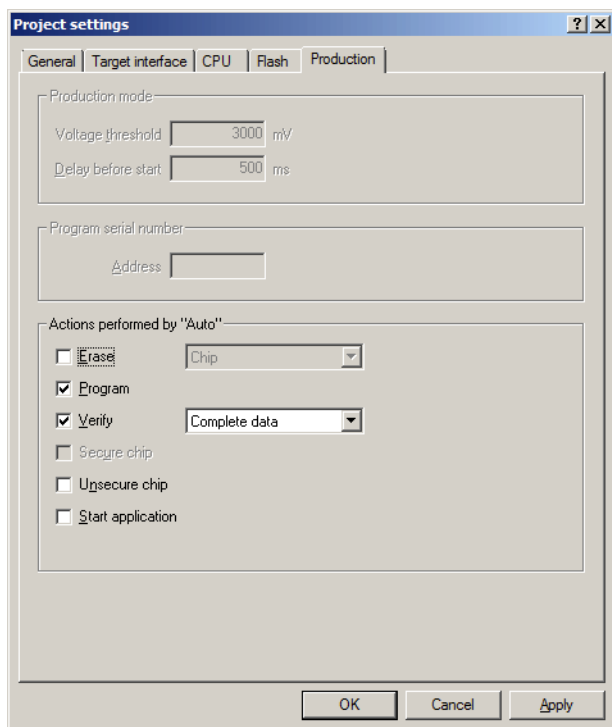 Project settings
General Target interface CPU Flash Production
Production mode
Voltage threshold 3000 mV
Delay before start 500 ms
Program serial number
Address
Actions performed by "Auto"
Erase Chip
Program
Verify Complete data
Secure chip
Unsecure chip
Start application
OK Cancel Apply